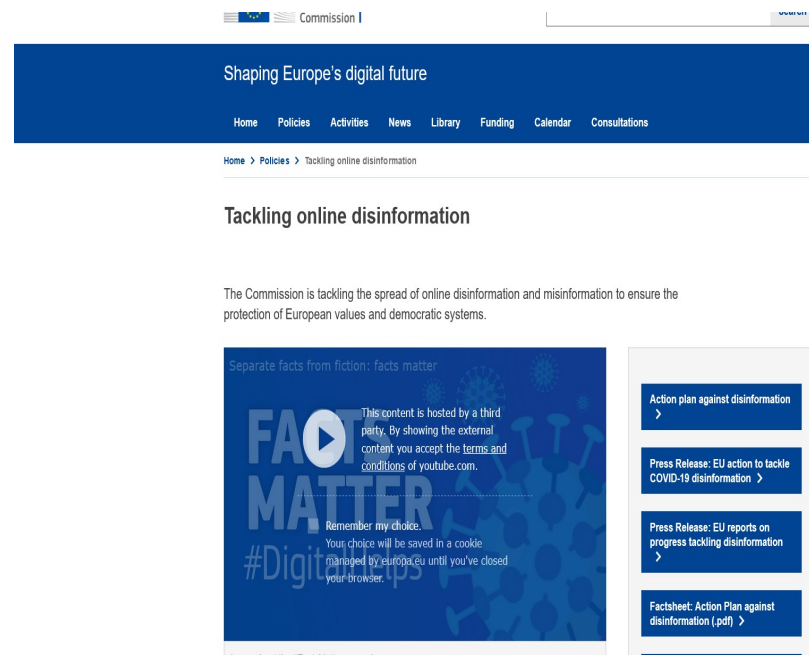 Commission
Search
Shaping Europe's digital future
Home Policies Activities News Library Funding Calendar Consultations
Home > Policies > Tackling online disinformation
Tackling online disinformation
The Commission is tackling the spread of online disinformation and misinformation to ensure the
protection of European values and democratic systems.
Separate facts from fiction: facts matter
FACTS
MATTER
#DigitalHelps
This content is hosted by a third
party. By showing the external
content you accept the terms and
conditions of youtube.com.
Remember my choice.
Your choice will be saved in a cookie
managed by europa.eu until you've closed
your browser.
Action plan against disinformation
>
Press Release: EU action to tackle
COVID-19 disinformation >
Press Release: EU reports on
progress tackling disinformation
>
Factsheet: Action Plan against
disinformation (.pdf) >